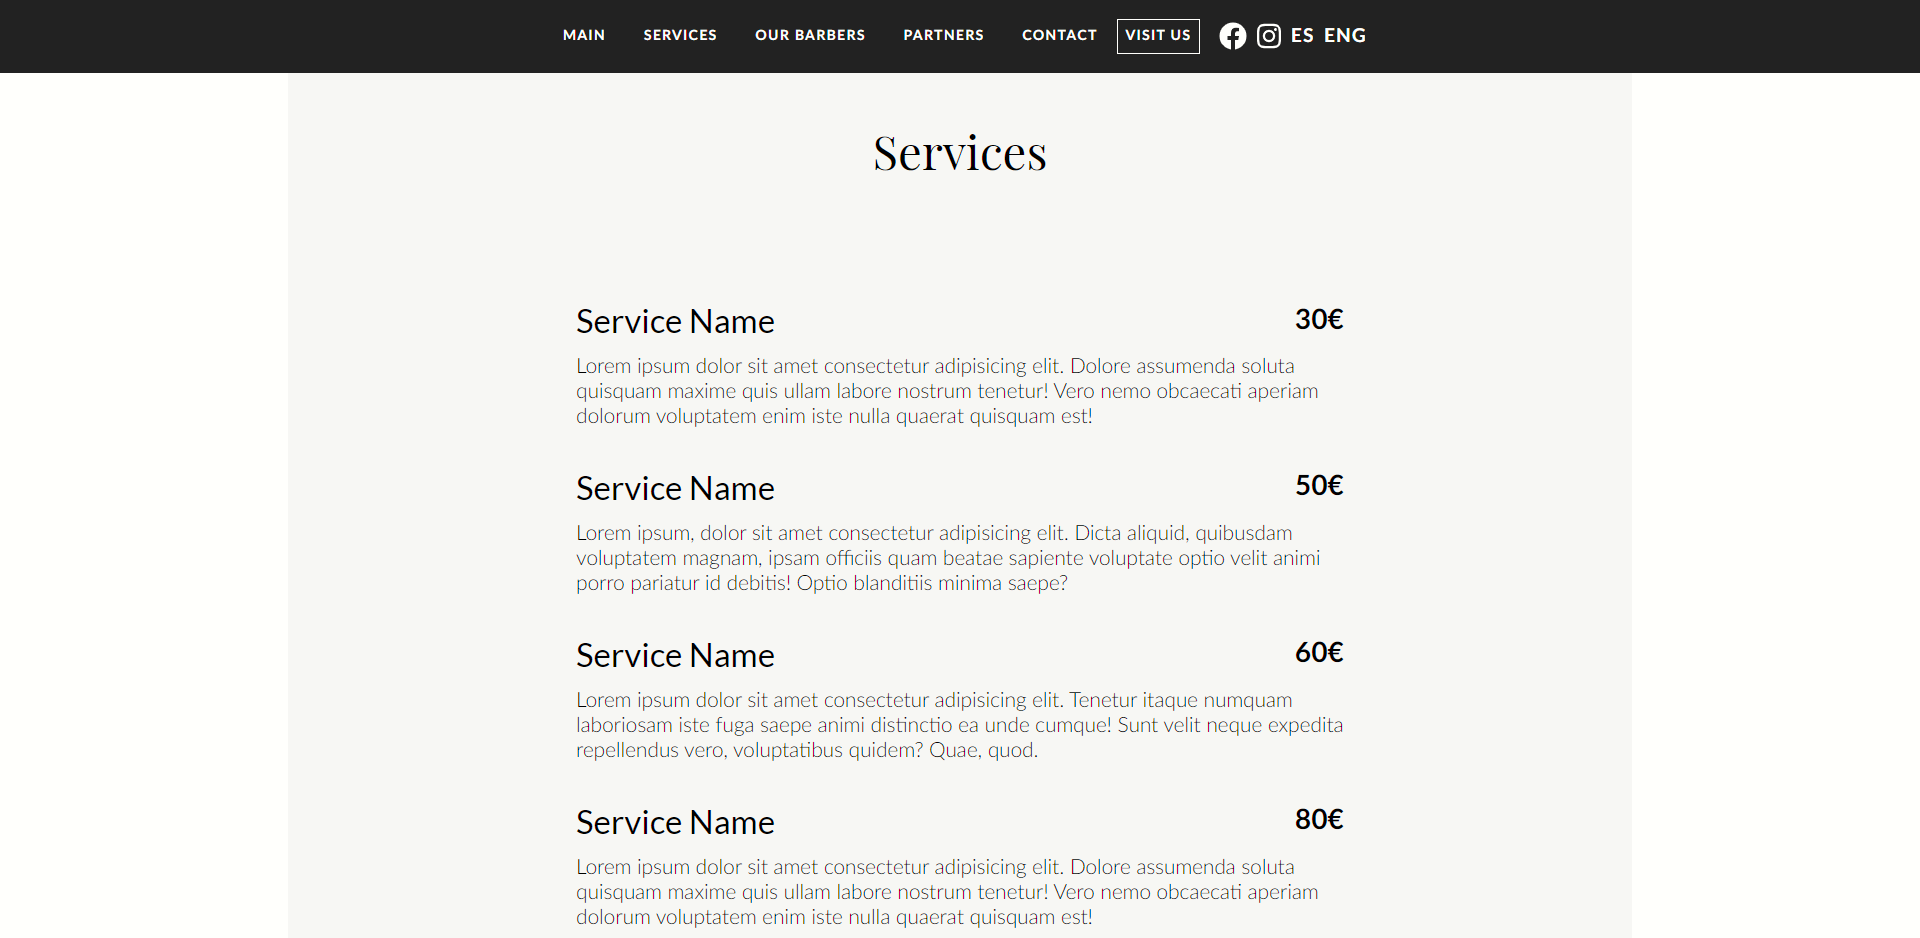 MAIN SERVICES OUR BARBERS PARTNERS CONTACT VISIT US ES ENG
Services
Service Name 30€
Lorem ipsum dolor sit amet consectetur adipisicing elit. Dolore assumenda soluta
quisquam maxime quis ullam labore nostrum tenetur! Vero nemo obcaecati aperiam
dolorum voluptatem enim iste nulla quaerat quisquam est!
Service Name 50€
Lorem ipsum, dolor sit amet consectetur adipisicing elit. Dicta aliquid, quibusdam
voluptatem magnam, ipsam officiis quam beatae sapiente voluptate optio velit animi
porro pariatur id debitis! Optio blanditiis minima saepe?
Service Name 60€
Lorem ipsum dolor sit amet consectetur adipisicing elit. Tenetur itaque numquam
laboriosam iste fuga saepe animi distinctio ea unde cumque! Sunt velit neque expedita
repellendus vero, voluptatibus quidem? Quae, quod.
Service Name 80€
Lorem ipsum dolor sit amet consectetur adipisicing elit. Dolore assumenda soluta
quisquam maxime quis ullam labore nostrum tenetur! Vero nemo obcaecati aperiam
dolorum voluptatem enim iste nulla quaerat quisquam est!